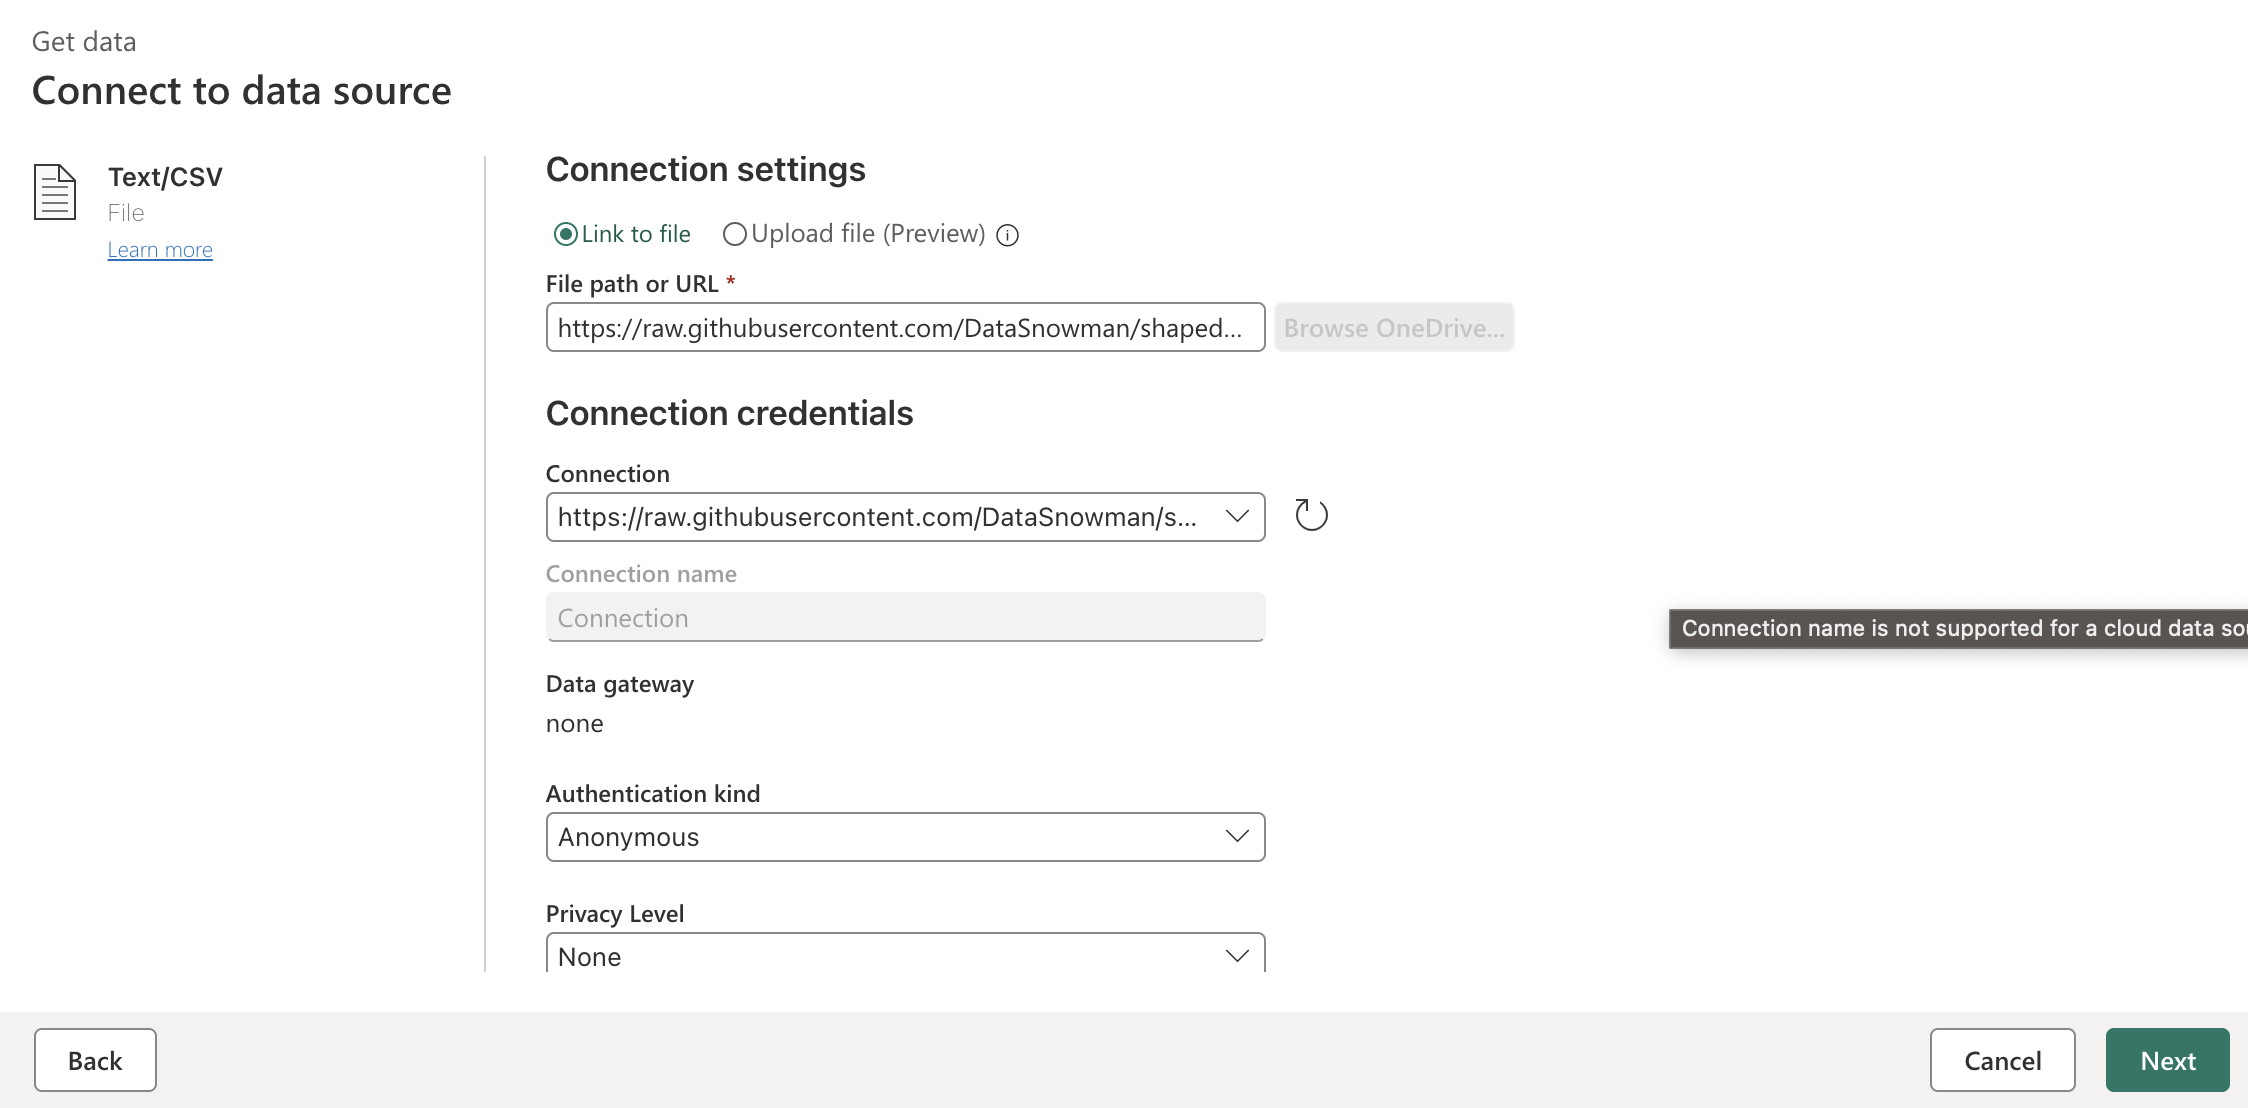 Get data
Connect to data source
Text/CSV
File
Learn more
Connection settings
Link to file Upload file (Preview)
File path or URL *
https://raw.githubusercontent.com/DataSnowman/shaped... Browse OneDrive...
Connection credentials
Connection
https://raw.githubusercontent.com/DataSnowman/s...
Connection name
Connection
Connection name is not supported for a cloud data
Data gateway
none
Authentication kind
Anonymous
Privacy Level
None
Back Cancel Next